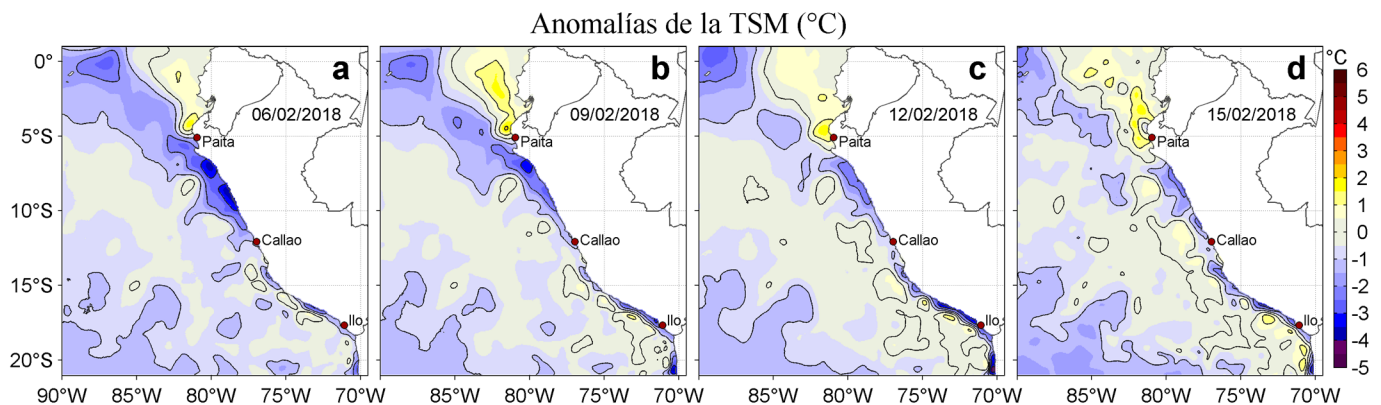 Anomalías de la TSM (°C)
a
06/02/2018
Paita
Callao
Ilo
b
09/02/2018
Paita
Callao
Ilo
c
12/02/2018
Paita
Callao
Ilo
d
15/02/2018
Paita
Callao
Ilo
0°
5°S
10°S
15°S
20°S
90°W 85°W 80°W 75°W 70°W 85°W 80°W 75°W 70°W 85°W 80°W 75°W 70°W 85°W 80°W 75°W 70°W
°C
6
5
4
3
2
1
0
-1
-2
-3
-4
-5